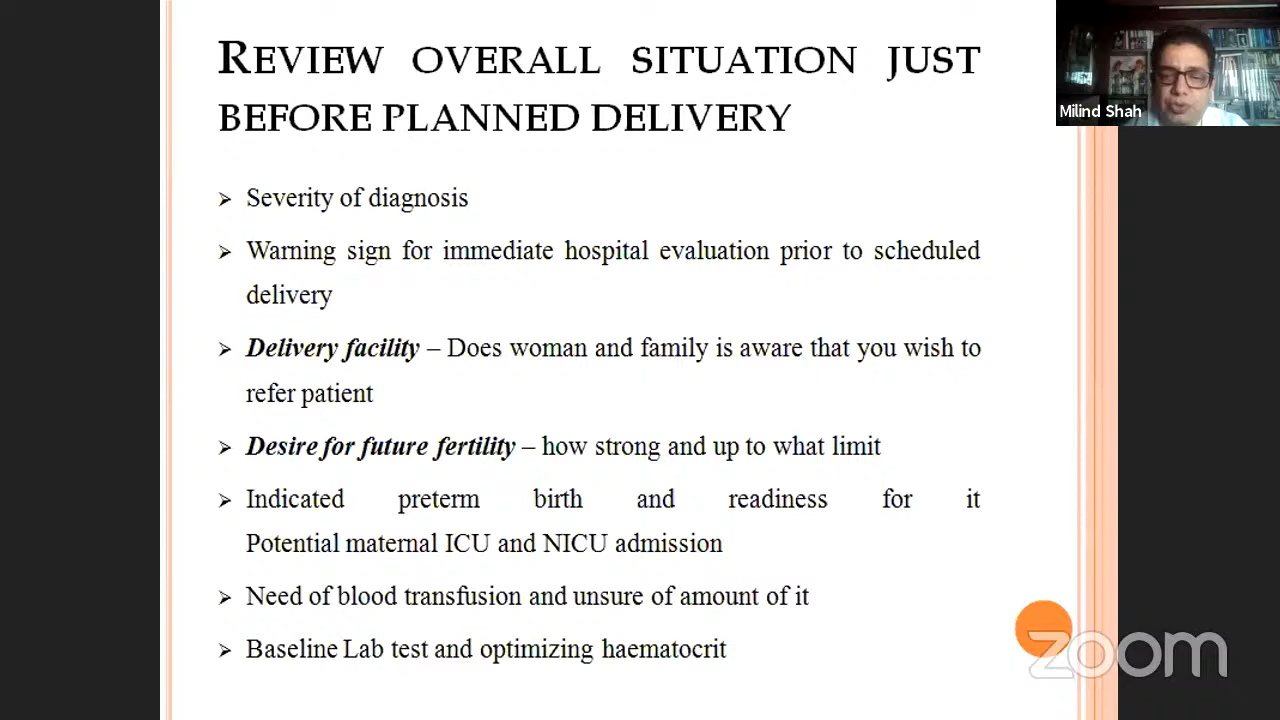 REVIEW OVERALL SITUATION JUST
BEFORE PLANNED DELIVERY
Milind Shah
➢ Severity of diagnosis
➢ Warning sign for immediate hospital evaluation prior to scheduled
delivery
➢ Delivery facility – Does woman and family is aware that you wish to
refer patient
➢ Desire for future fertility – how strong and up to what limit
➢ Indicated preterm birth and readiness for it
Potential maternal ICU and NICU admission
➢ Need of blood transfusion and unsure of amount of it
➢ Baseline Lab test and optimizing haematocrit
zoom